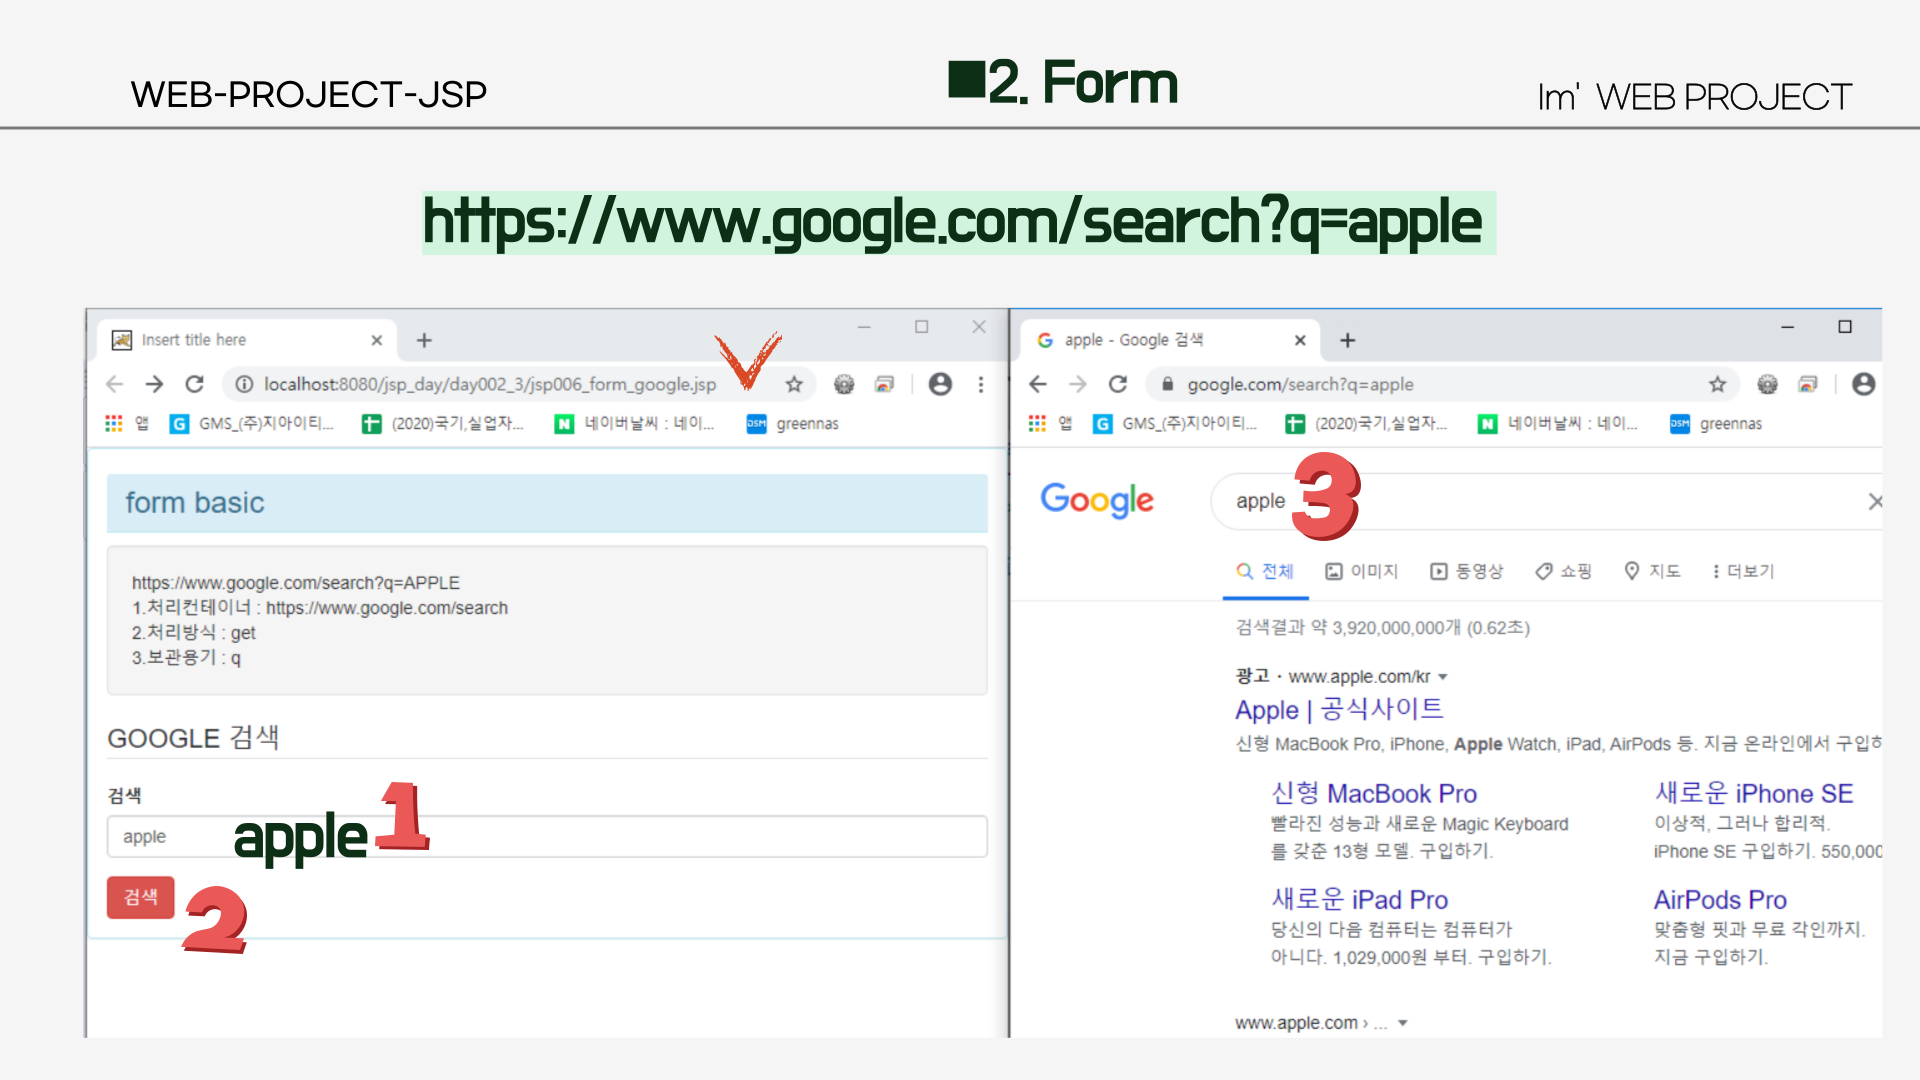 WEB-PROJECT-JSP
■2. Form
Im' WEB PROJECT
https://www.google.com/search?q=apple
Insert title here
localhost:8080/jsp_day/day002_3/jsp006_form_google.jsp
앱 GMS_(주)지아이티... (2020)국기,실업자... 네이버날씨 : 네이... greennas
form basic
https://www.google.com/search?q=APPLE
1.처리컨테이너 : https://www.google.com/search
2.처리방식 : get
3.보관용기 : q
GOOGLE 검색
검색
apple
apple 1
검색
2
apple - Google 검색
google.com/search?q=apple
앱 GMS_(주)지아이티... (2020)국기,실업자... 네이버날씨 : 네이... greennas
Google
apple 3
전체 이미지 동영상 쇼핑 지도 더보기
검색결과 약 3,920,000,000개 (0.62초)
광고 · www.apple.com/kr
Apple | 공식사이트
신형 MacBook Pro, iPhone, Apple Watch, iPad, AirPods 등. 지금 온라인에서 구입하
신형 MacBook Pro
빨라진 성능과 새로운 Magic Keyboard
를 갖춘 13형 모델. 구입하기.
새로운 iPhone SE
이상적, 그러나 합리적.
iPhone SE 구입하기. 550,000
새로운 iPad Pro
당신의 다음 컴퓨터는 컴퓨터가
아니다. 1,029,000원 부터. 구입하기.
AirPods Pro
맞춤형 핏과 무료 각인까지.
지금 구입하기.
www.apple.com › ...